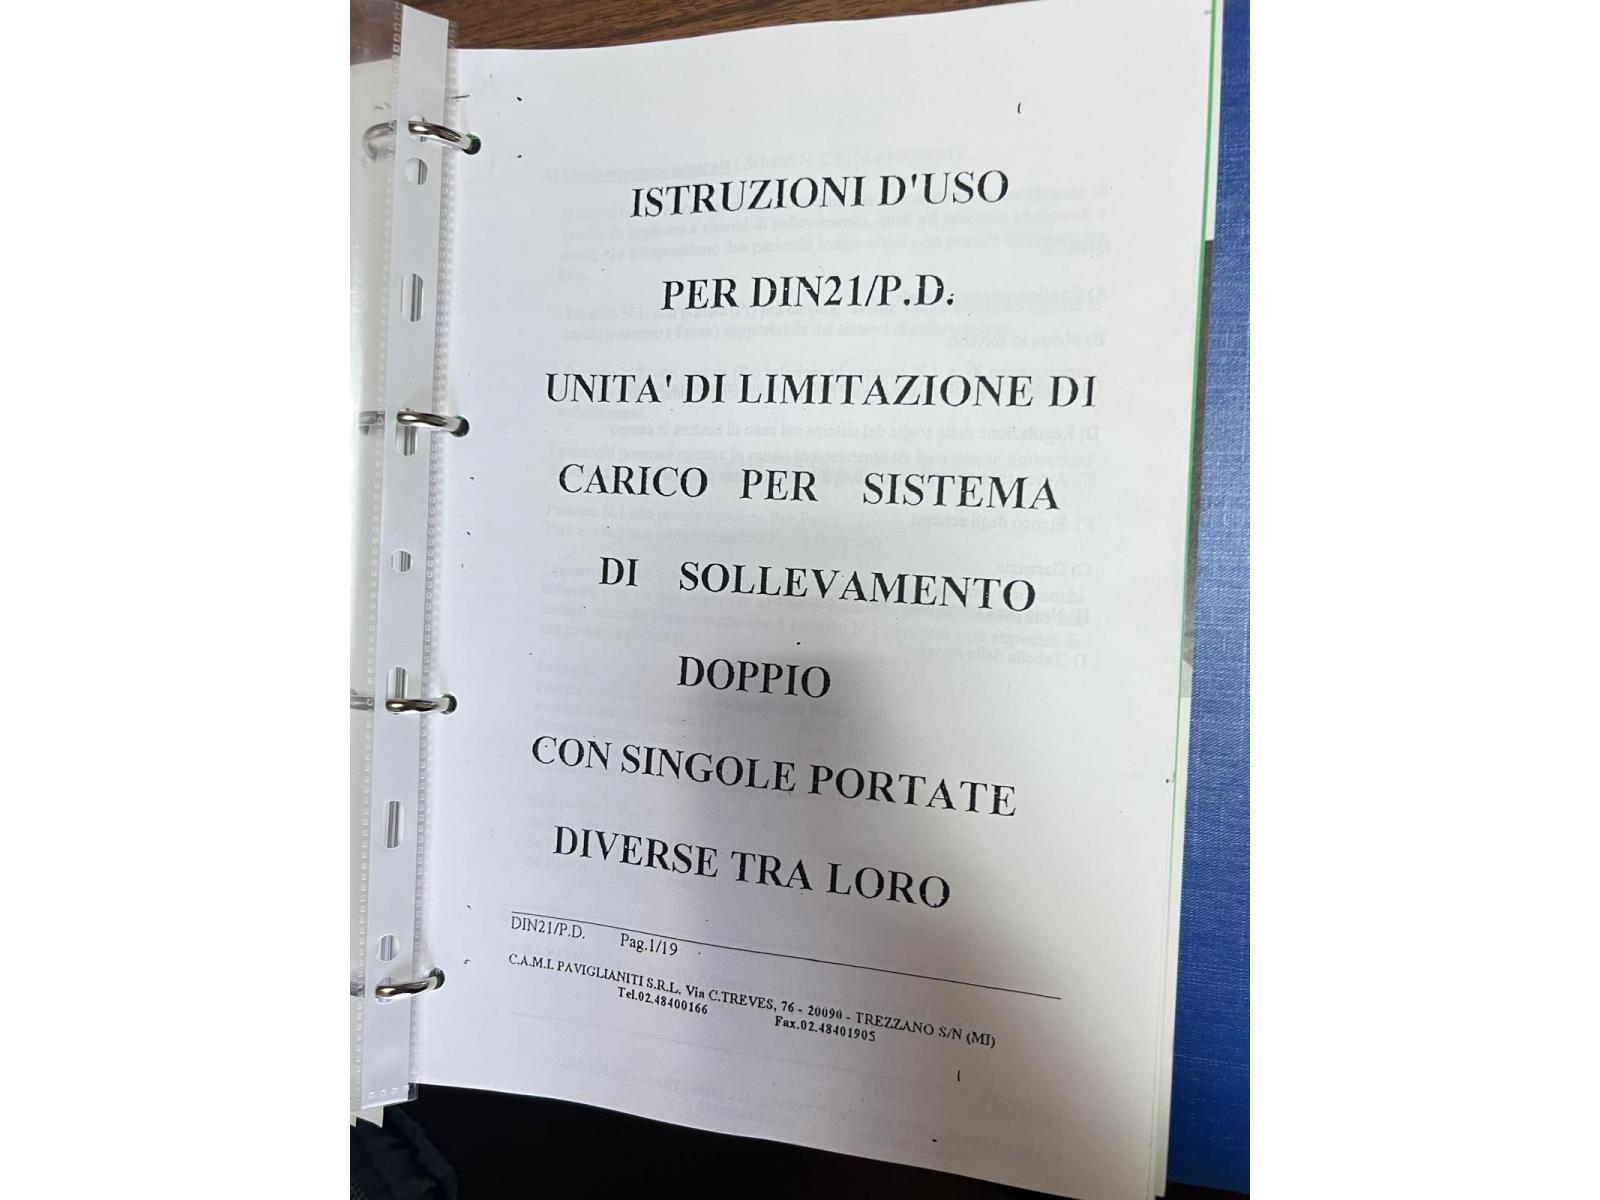 ISTRUZIONI D'USO
PER DIN21/P.D.
UNITA' DI LIMITAZIONE DI
CARICO PER SISTEMA
DI SOLLEVAMENTO
DOPPIO
CON SINGOLE PORTATE
DIVERSE TRA LORO
DIN21/P.D. Pag.1/19
C.A.M.I. PAVIGLIANITI S.R.L. Via C.TREVES, 76 - 20090 - TREZZANO S/N (MI)
Tel.02.48400166 Fax.02.48401905